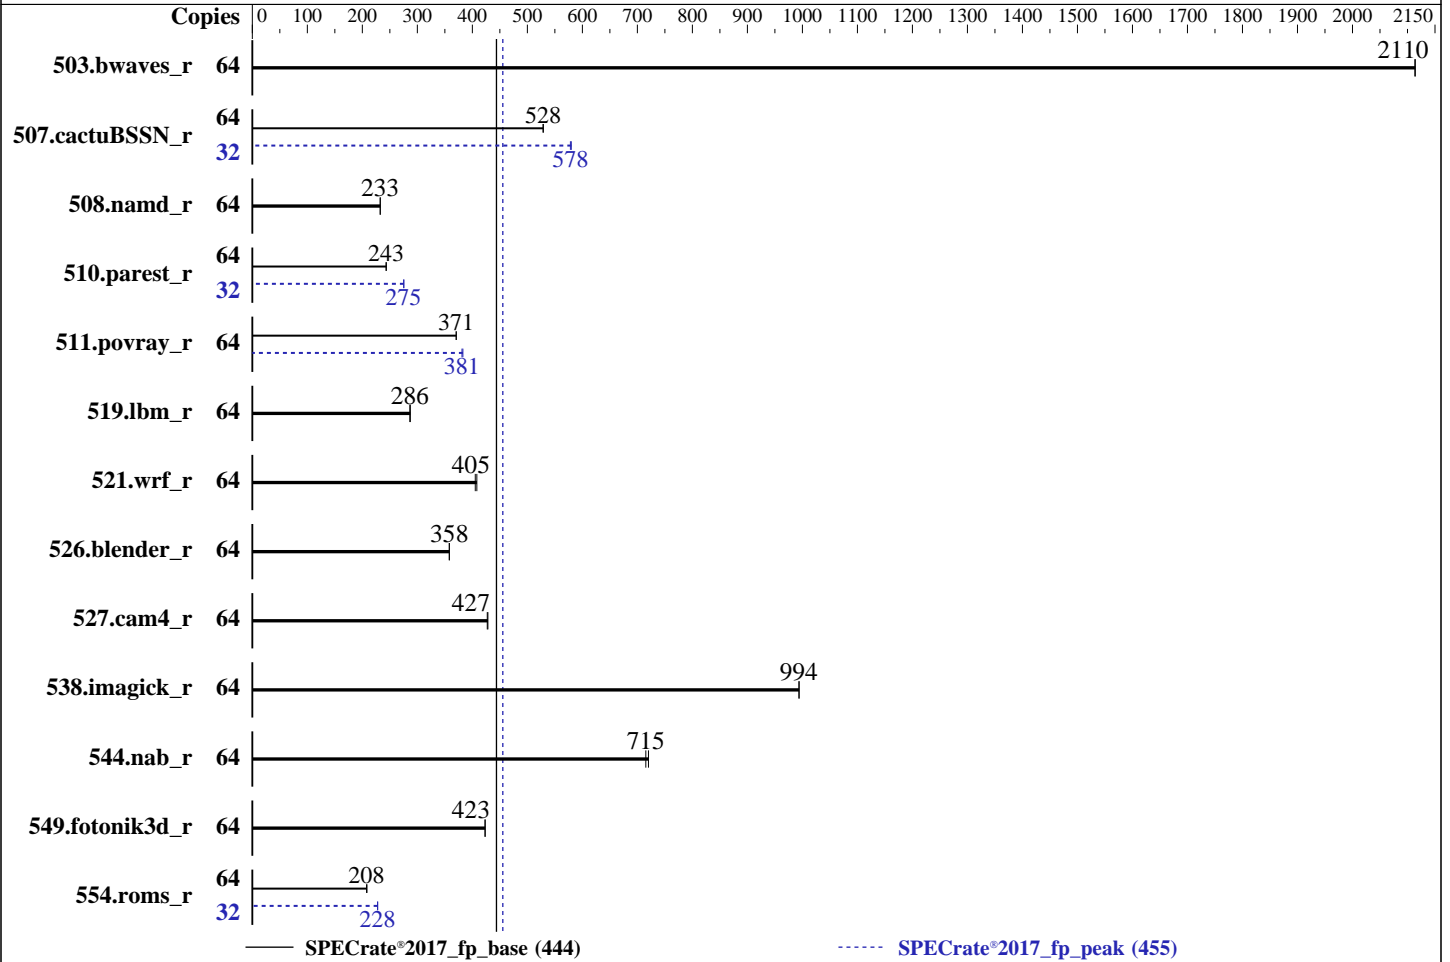 Copies 0 100 200 300 400 500 600 700 800 900 1000 1100 1200 1300 1400 1500 1600 1700 1800 1900 2000 2150
503.bwaves_r 64 2110
507.cactuBSSN_r 64 528
32 578
508.namd_r 64 233
510.parest_r 64 243
32 275
511.povray_r 64 371
381
519.lbm_r 64 286
521.wrf_r 64 405
526.blender_r 64 358
527.cam4_r 64 427
538.imagick_r 64 994
544.nab_r 64 715
549.fotonik3d_r 64 423
554.roms_r 64 208
32 228
SPECrate®2017_fp_base (444) SPECrate®2017_fp_peak (455)